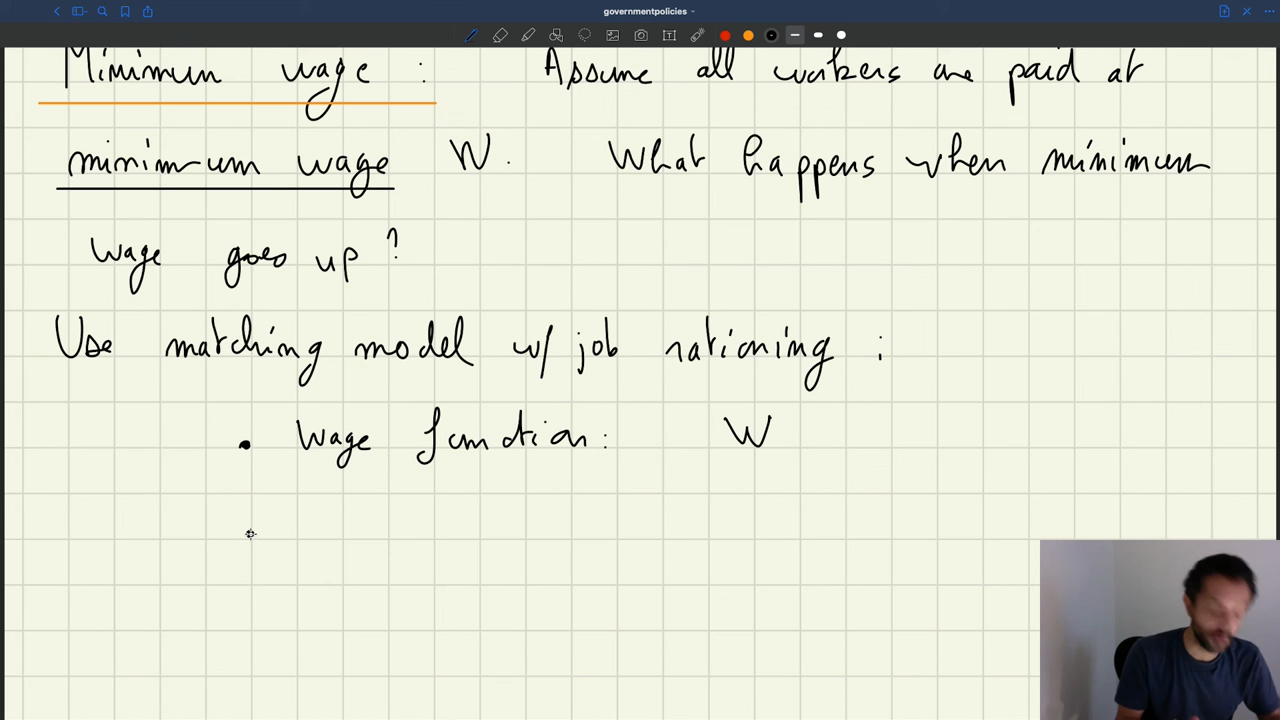 governmentpolicies
Minimum wage : Assume all workers are paid at
minimum wage W. What happens when minimum
wage goes up?
Use matching model w/ job rationing :
• Wage function: W